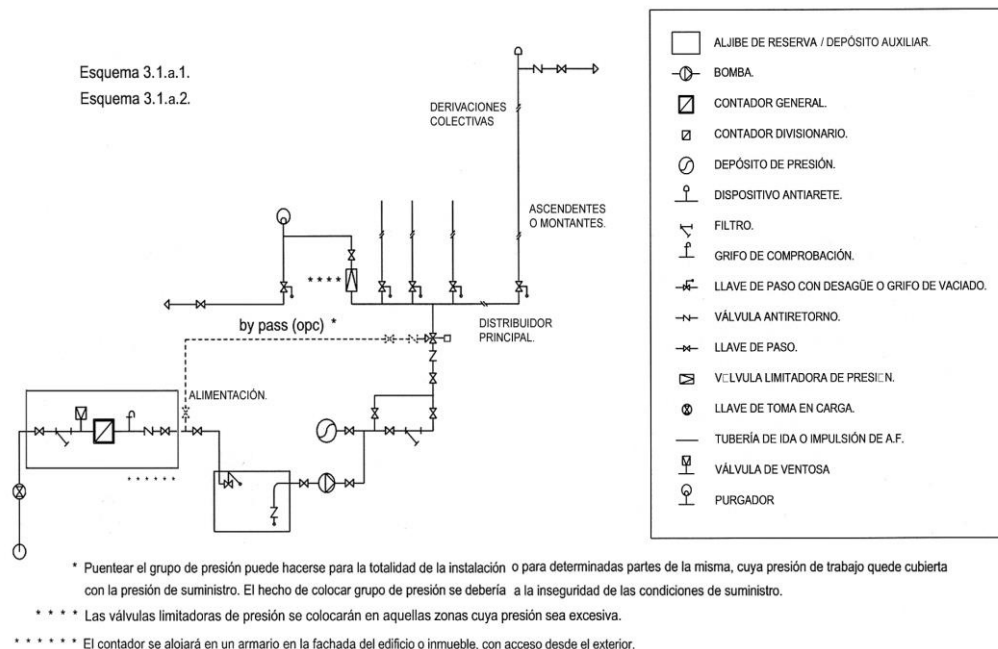 Esquema 3.1.a.1.
Esquema 3.1.a.2.
DERIVACIONES
COLECTIVAS
ASCENDENTES
O MONTANTES.
* * * *
by pass (opc) *
DISTRIBUIDOR
PRINCIPAL.
ALIMENTACIÓN.
* * * * * *
ALJIBE DE RESERVA / DEPÓSITO AUXILIAR.
BOMBA.
CONTADOR GENERAL.
CONTADOR DIVISIONARIO.
DEPÓSITO DE PRESIÓN.
DISPOSITIVO ANTIARETE.
FILTRO.
GRIFO DE COMPROBACIÓN.
LLAVE DE PASO CON DESAGÜE O GRIFO DE VACIADO.
VÁLVULA ANTIRETORNO.
LLAVE DE PASO.
V□LVULA LIMITADORA DE PRESI□N.
LLAVE DE TOMA EN CARGA.
TUBERÍA DE IDA O IMPULSIÓN DE A.F.
VÁLVULA DE VENTOSA
PURGADOR
* Puentear el grupo de presión puede hacerse para la totalidad de la instalación o para determinadas partes de la misma, cuya presión de trabajo quede cubierta
con la presión de suministro. El hecho de colocar grupo de presión se debería a la inseguridad de las condiciones de suministro.
* * * * Las válvulas limitadoras de presión se colocarán en aquellas zonas cuya presión sea excesiva.
* * * * * * El contador se alojará en un armario en la fachada del edificio o inmueble, con acceso desde el exterior.